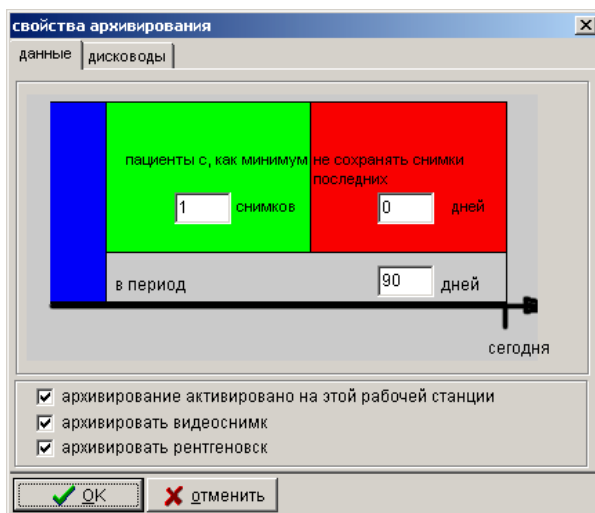 свойства архивирования
данные дисководы
пациенты с, как минимум не сохранять снимки
последних
1 снимков 0 дней
в период 90 дней
сегодня
архивирование активировано на этой рабочей станции
архивировать видеоснимк
архивировать рентгеновск
OK отменить